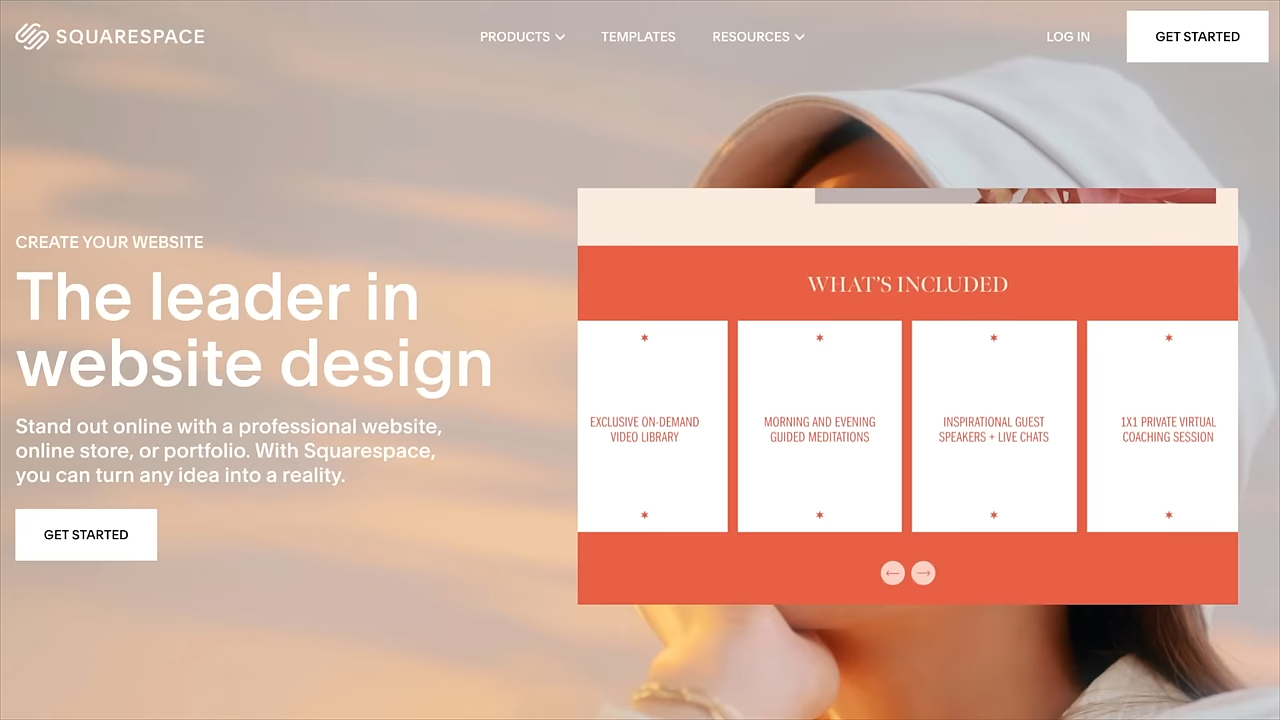 SQUARESPACE
PRODUCTS
TEMPLATES
RESOURCES
LOG IN
GET STARTED
CREATE YOUR WEBSITE
The leader in
website design
Stand out online with a professional website,
online store, or portfolio. With Squarespace,
you can turn any idea into a reality.
GET STARTED
WHAT'S INCLUDED
EXCLUSIVE ON-DEMAND
VIDEO LIBRARY
MORNING AND EVENING
GUIDED MEDITATIONS
INSPIRATIONAL GUEST
SPEAKERS + LIVE CHATS
1X1 PRIVATE VIRTUAL
COACHING SESSION